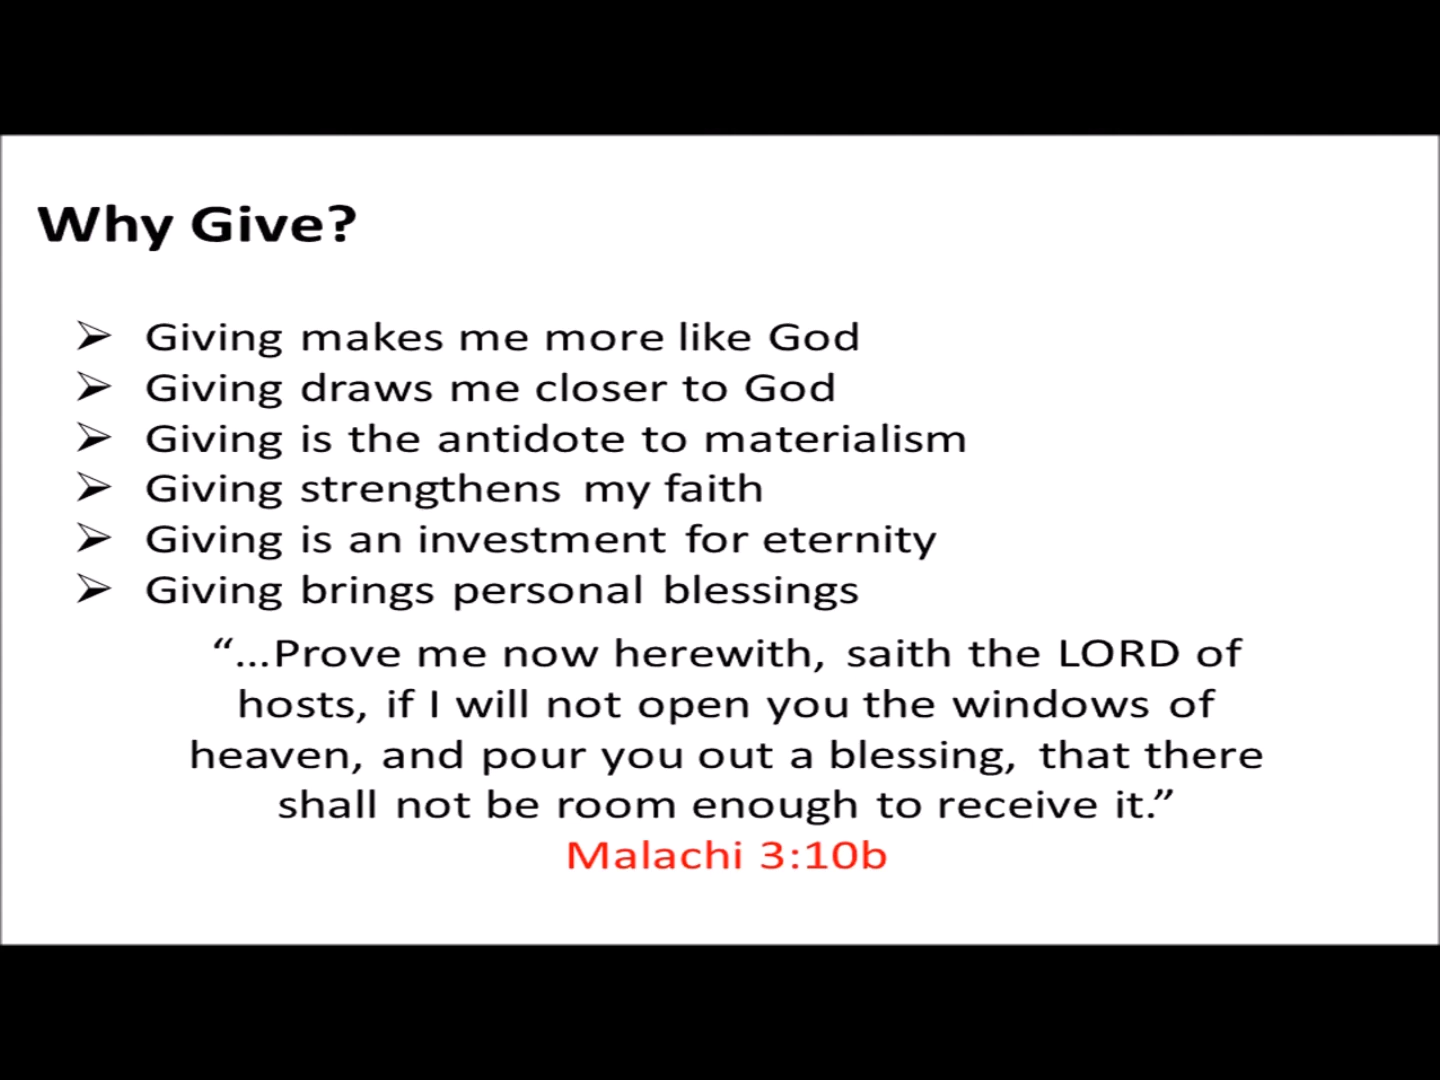 Why Give?
➢ Giving makes me more like God
➢ Giving draws me closer to God
➢ Giving is the antidote to materialism
➢ Giving strengthens my faith
➢ Giving is an investment for eternity
➢ Giving brings personal blessings
“...Prove me now herewith, saith the LORD of
hosts, if I will not open you the windows of
heaven, and pour you out a blessing, that there
shall not be room enough to receive it.”
Malachi 3:10b